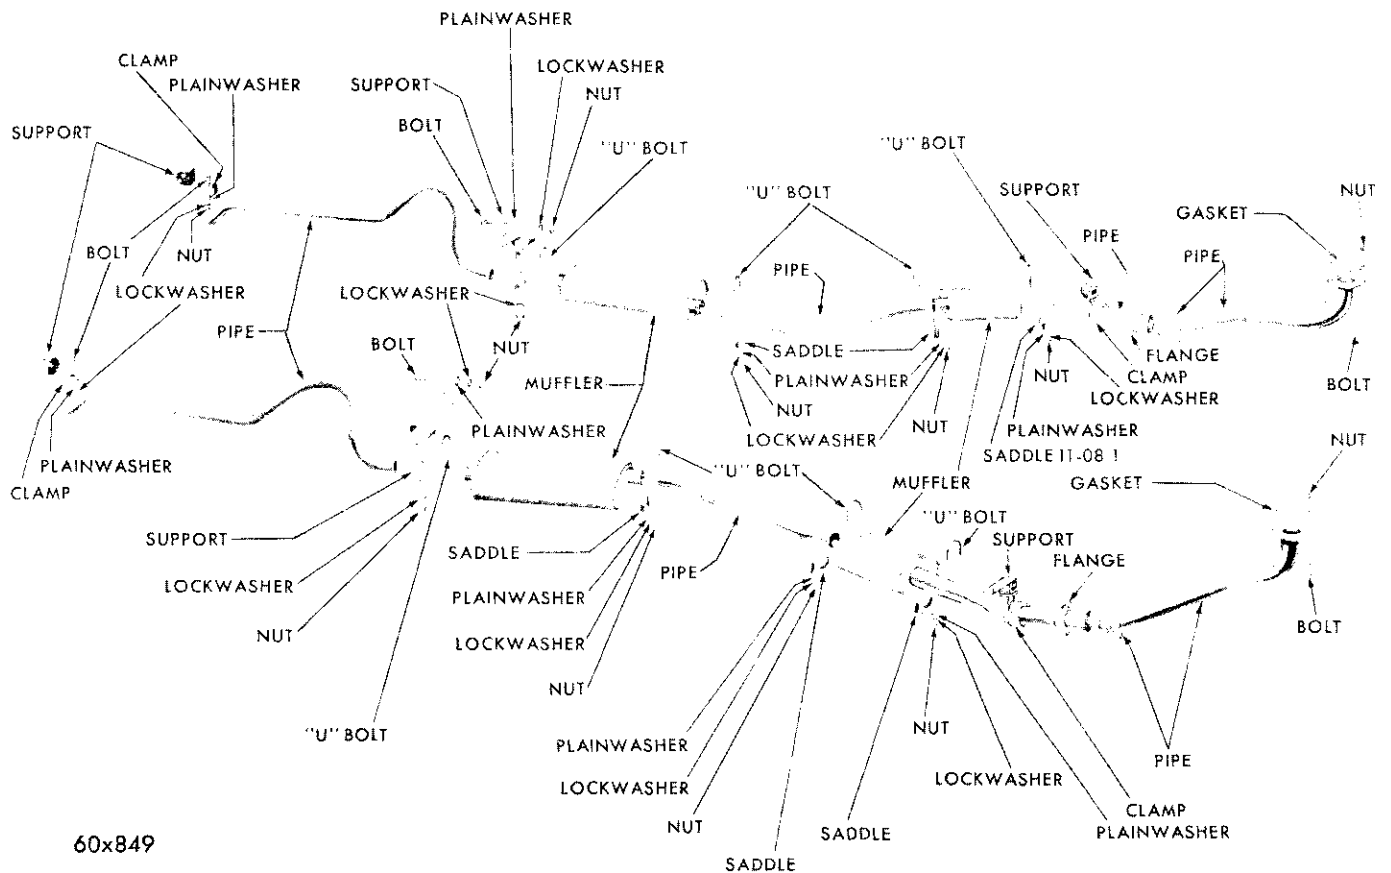 PLAINWASHER
CLAMP
LOCKWASHER
PLAINWASHER
SUPPORT
NUT
BOLT
SUPPORT
"U" BOLT
"U" BOLT
"U" BOLT
SUPPORT
NUT
GASKET
PIPE
BOLT
NUT
PIPE
PIPE
LOCKWASHER
LOCKWASHER
PIPE
BOLT
NUT
SADDLE
FLANGE
MUFFLER
PLAINWASHER
NUT
CLAMP
BOLT
LOCKWASHER
NUT
PLAINWASHER
LOCKWASHER
NUT
PLAINWASHER
NUT
SADDLE 11-08 1
PLAINWASHER
CLAMP
"U" BOLT
MUFFLER
GASKET
"U" BOLT
SUPPORT
SUPPORT
SADDLE
FLANGE
PIPE
LOCKWASHER
PLAINWASHER
BOLT
NUT
LOCKWASHER
NUT
"U" BOLT
NUT
PLAINWASHER
PIPE
LOCKWASHER
LOCKWASHER
CLAMP
NUT
SADDLE
PLAINWASHER
60x849
SADDLE